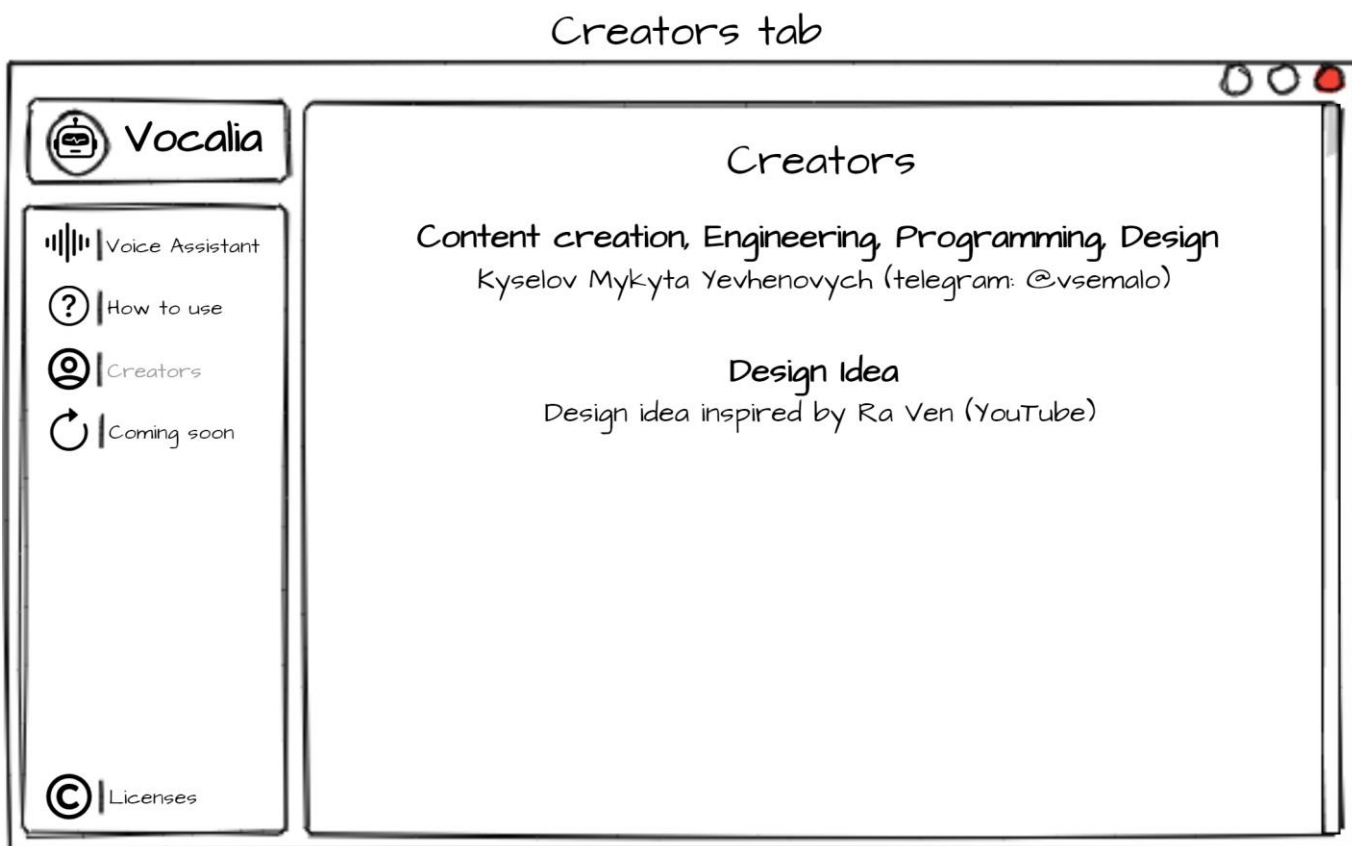 Creators tab
Vocalia
Voice Assistant
How to use
Creators
Coming soon
Licenses
Creators
Content creation, Engineering, Programming, Design
Kyselov Mykyta Yevhenovych (telegram: @vsemalo)
Design Idea
Design idea inspired by Ra Ven (YouTube)